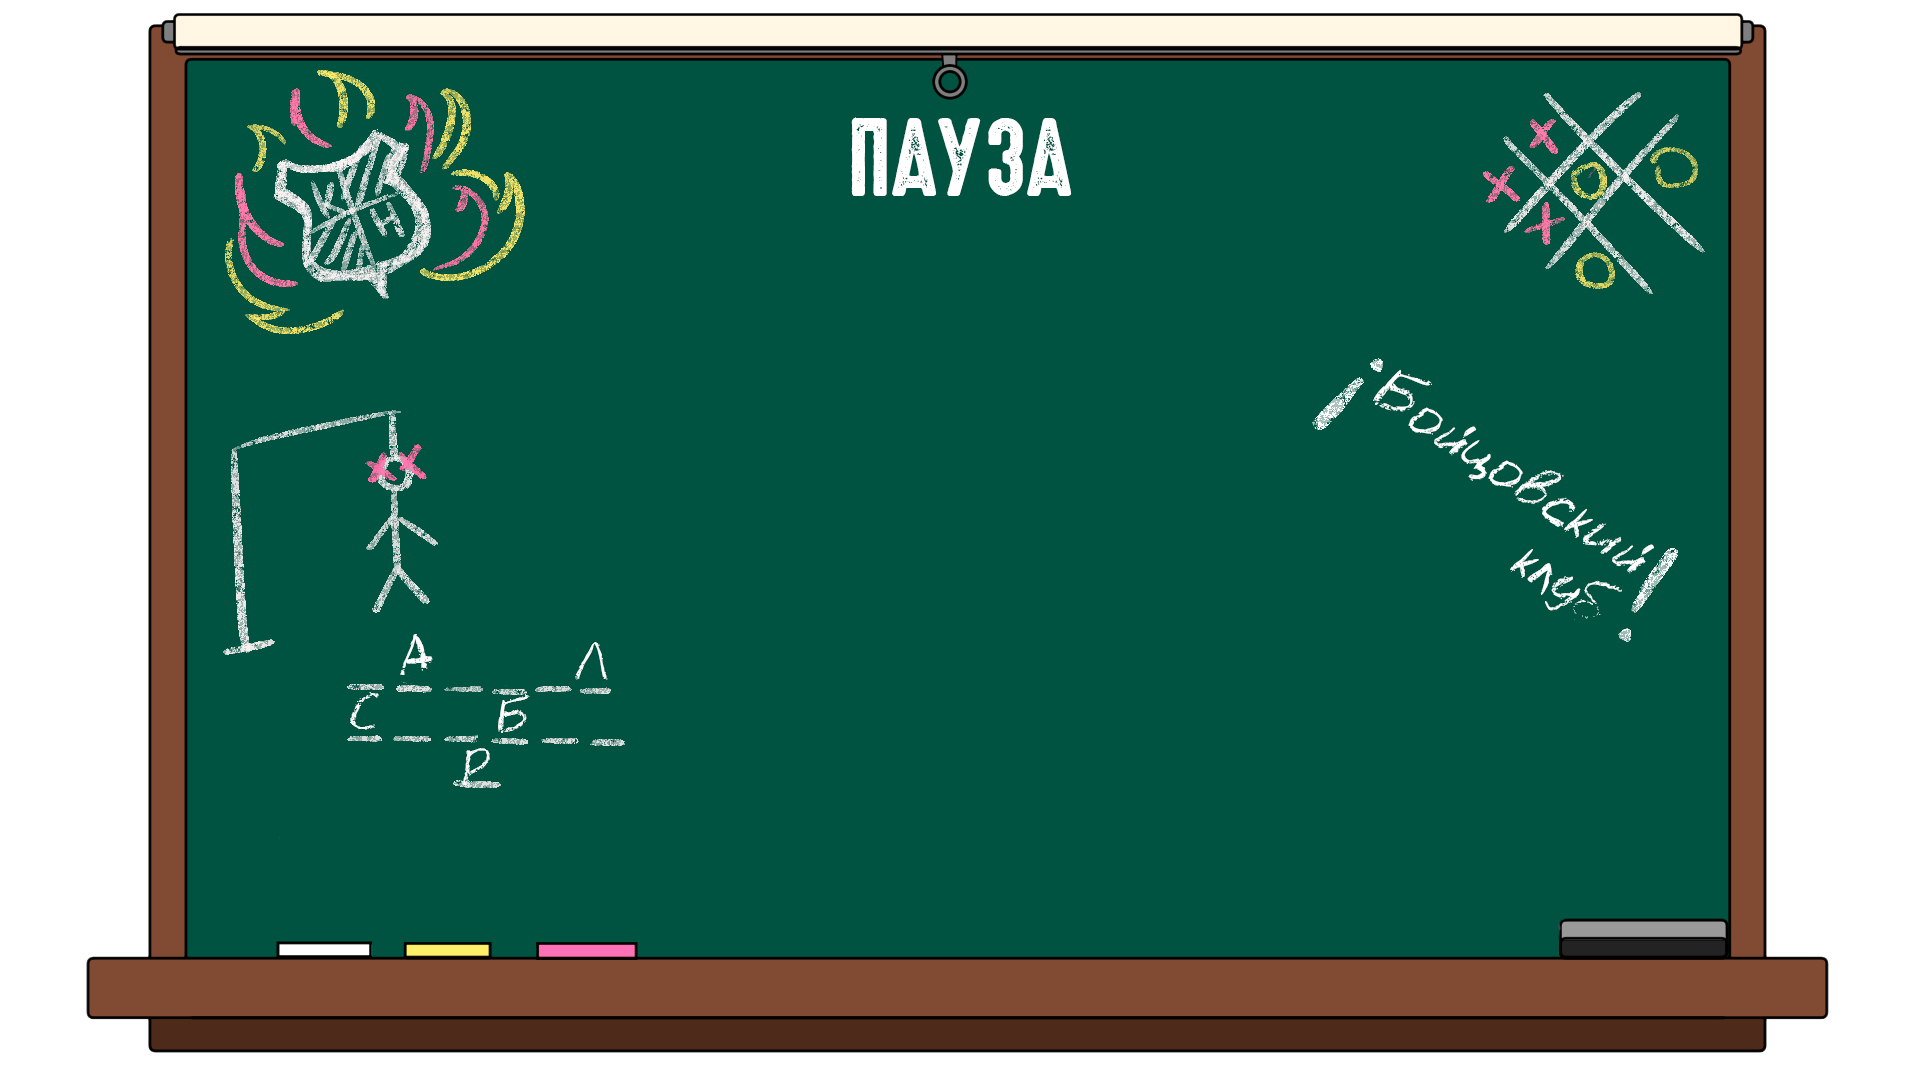 ПАУЗА
К
Н
¡Бойцовский
клуб!
А Л
С Б
Р